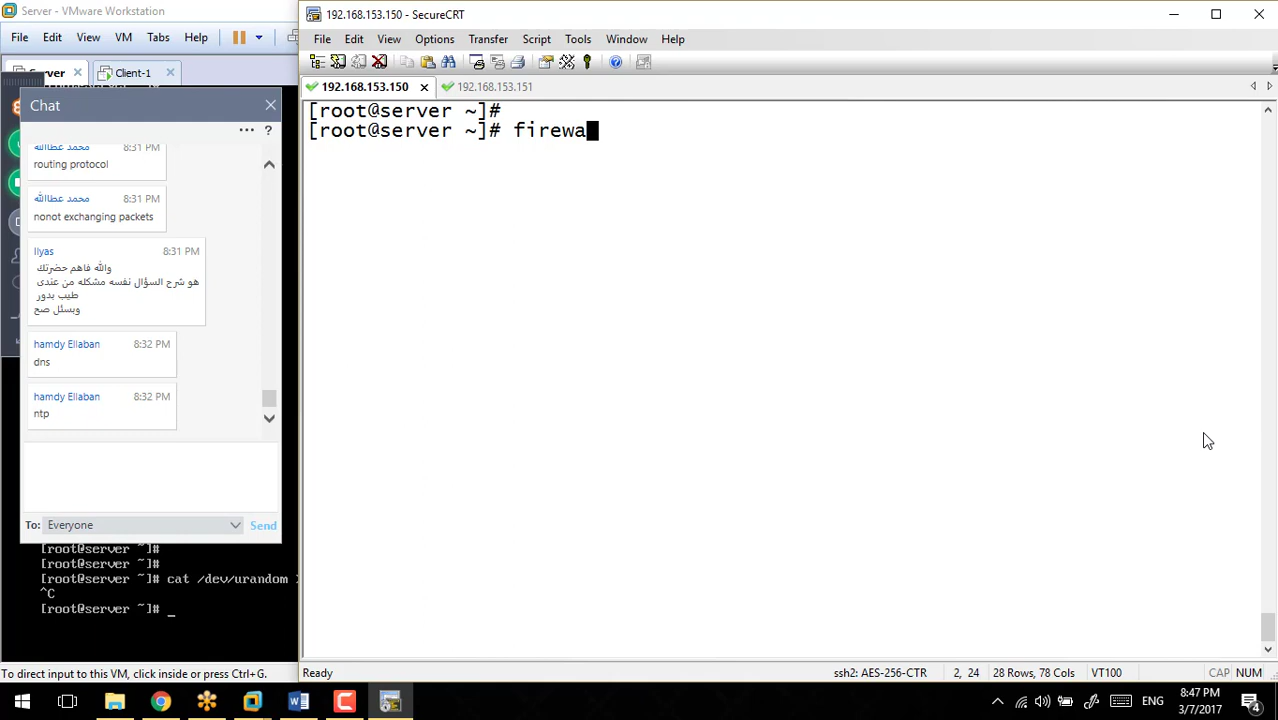 Server - VMware Workstation
File Edit View VM Tabs Help
Server Client-1
Chat
محمد عطاالله
routing protocol
محمد عطاالله 8:31 PM
nonot exchanging packets
Ilyas 8:31 PM
والله فاهم حضرتك
هو شرح السؤال نفسه مشكله من عندى
طيب بدور
وبسئل صح
hamdy Ellaban 8:32 PM
dns
hamdy Ellaban 8:32 PM
ntp
To: Everyone Send
[root@server ~]#
[root@server ~]#
[root@server ~]# cat /dev/urandom
^C
[root@server ~]# _
To direct input to this VM, click inside or press Ctrl+G.
192.168.153.150 - SecureCRT
File Edit View Options Transfer Script Tools Window Help
192.168.153.150 192.168.153.151
[root@server ~]#
[root@server ~]# firewa
Ready ssh2: AES-256-CTR 2, 24 28 Rows, 78 Cols VT100 CAP NUM
ENG
8:47 PM
3/7/2017
4